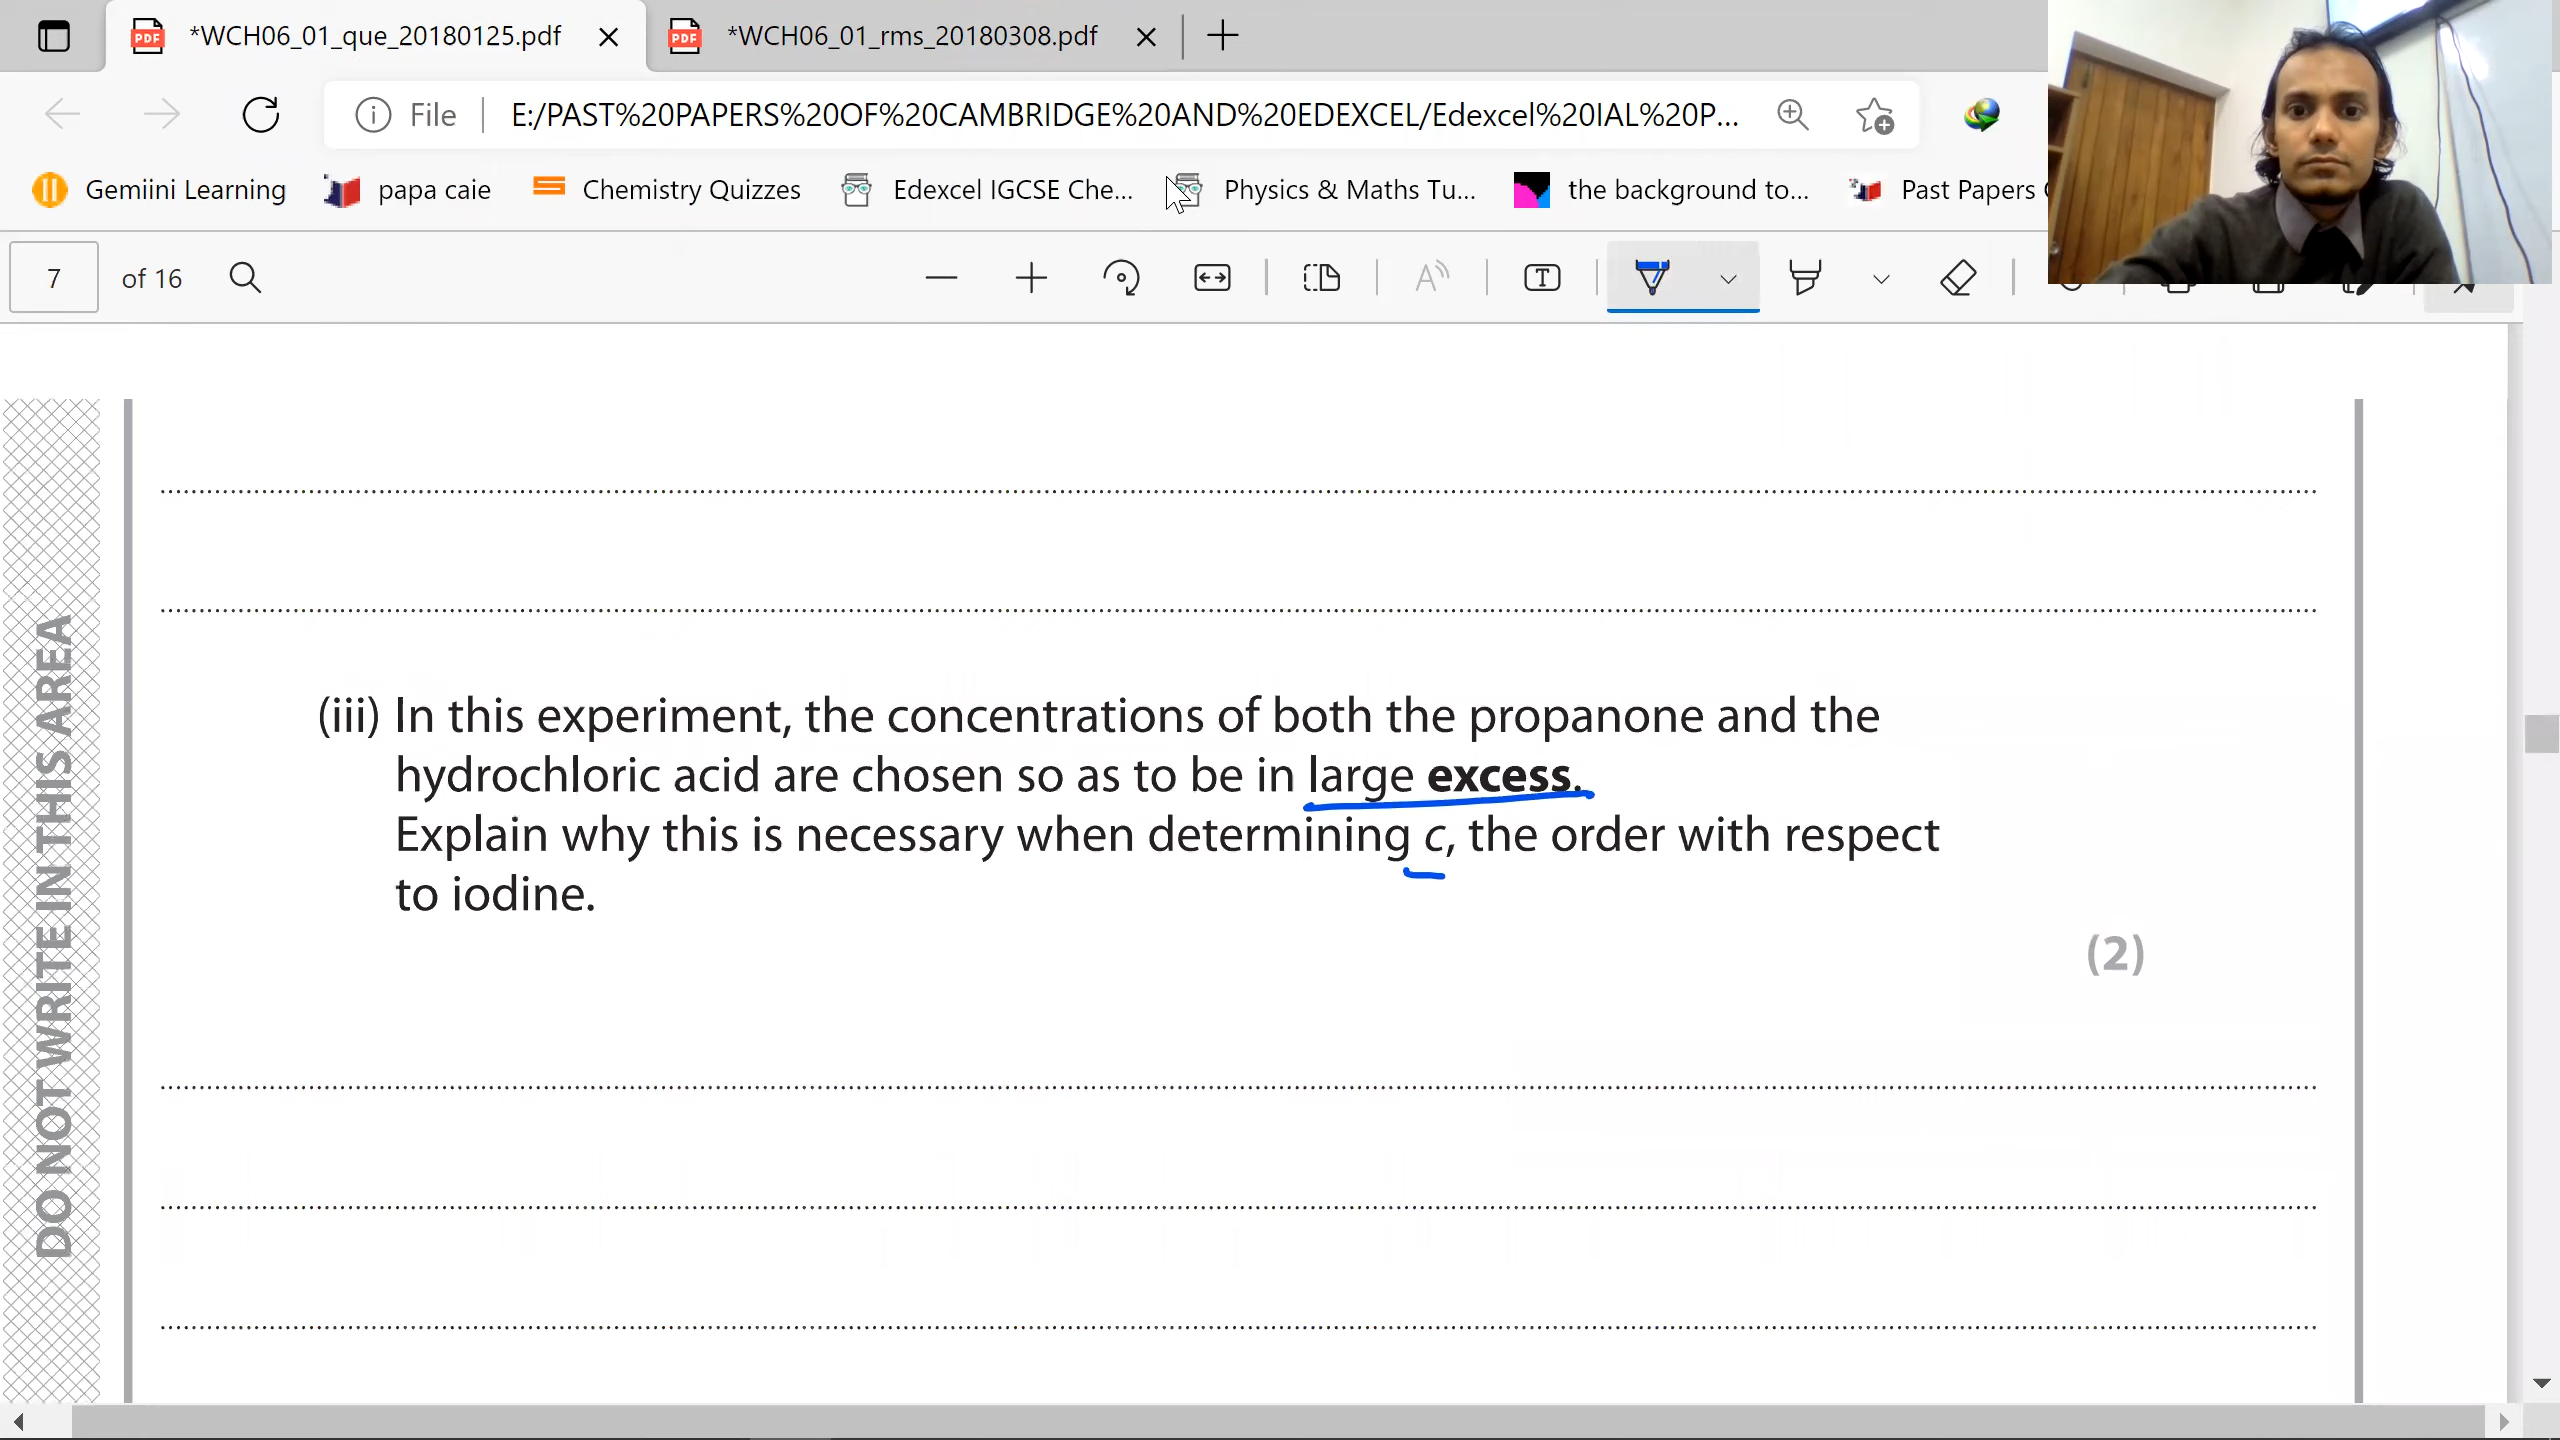 *WCH06_01_que_20180125.pdf
*WCH06_01_rms_20180308.pdf
File
E:/PAST%20PAPERS%20OF%20CAMBRIDGE%20AND%20EDEXCEL/Edexcel%20IAL%20P...
Gemiini Learning
papa caie
Chemistry Quizzes
Edexcel IGCSE Che...
Physics & Maths Tu...
the background to...
Past Papers
7 of 16
DO NOT WRITE IN THIS AREA
(iii) In this experiment, the concentrations of both the propanone and the
hydrochloric acid are chosen so as to be in large excess.
Explain why this is necessary when determining c, the order with respect
to iodine.
(2)